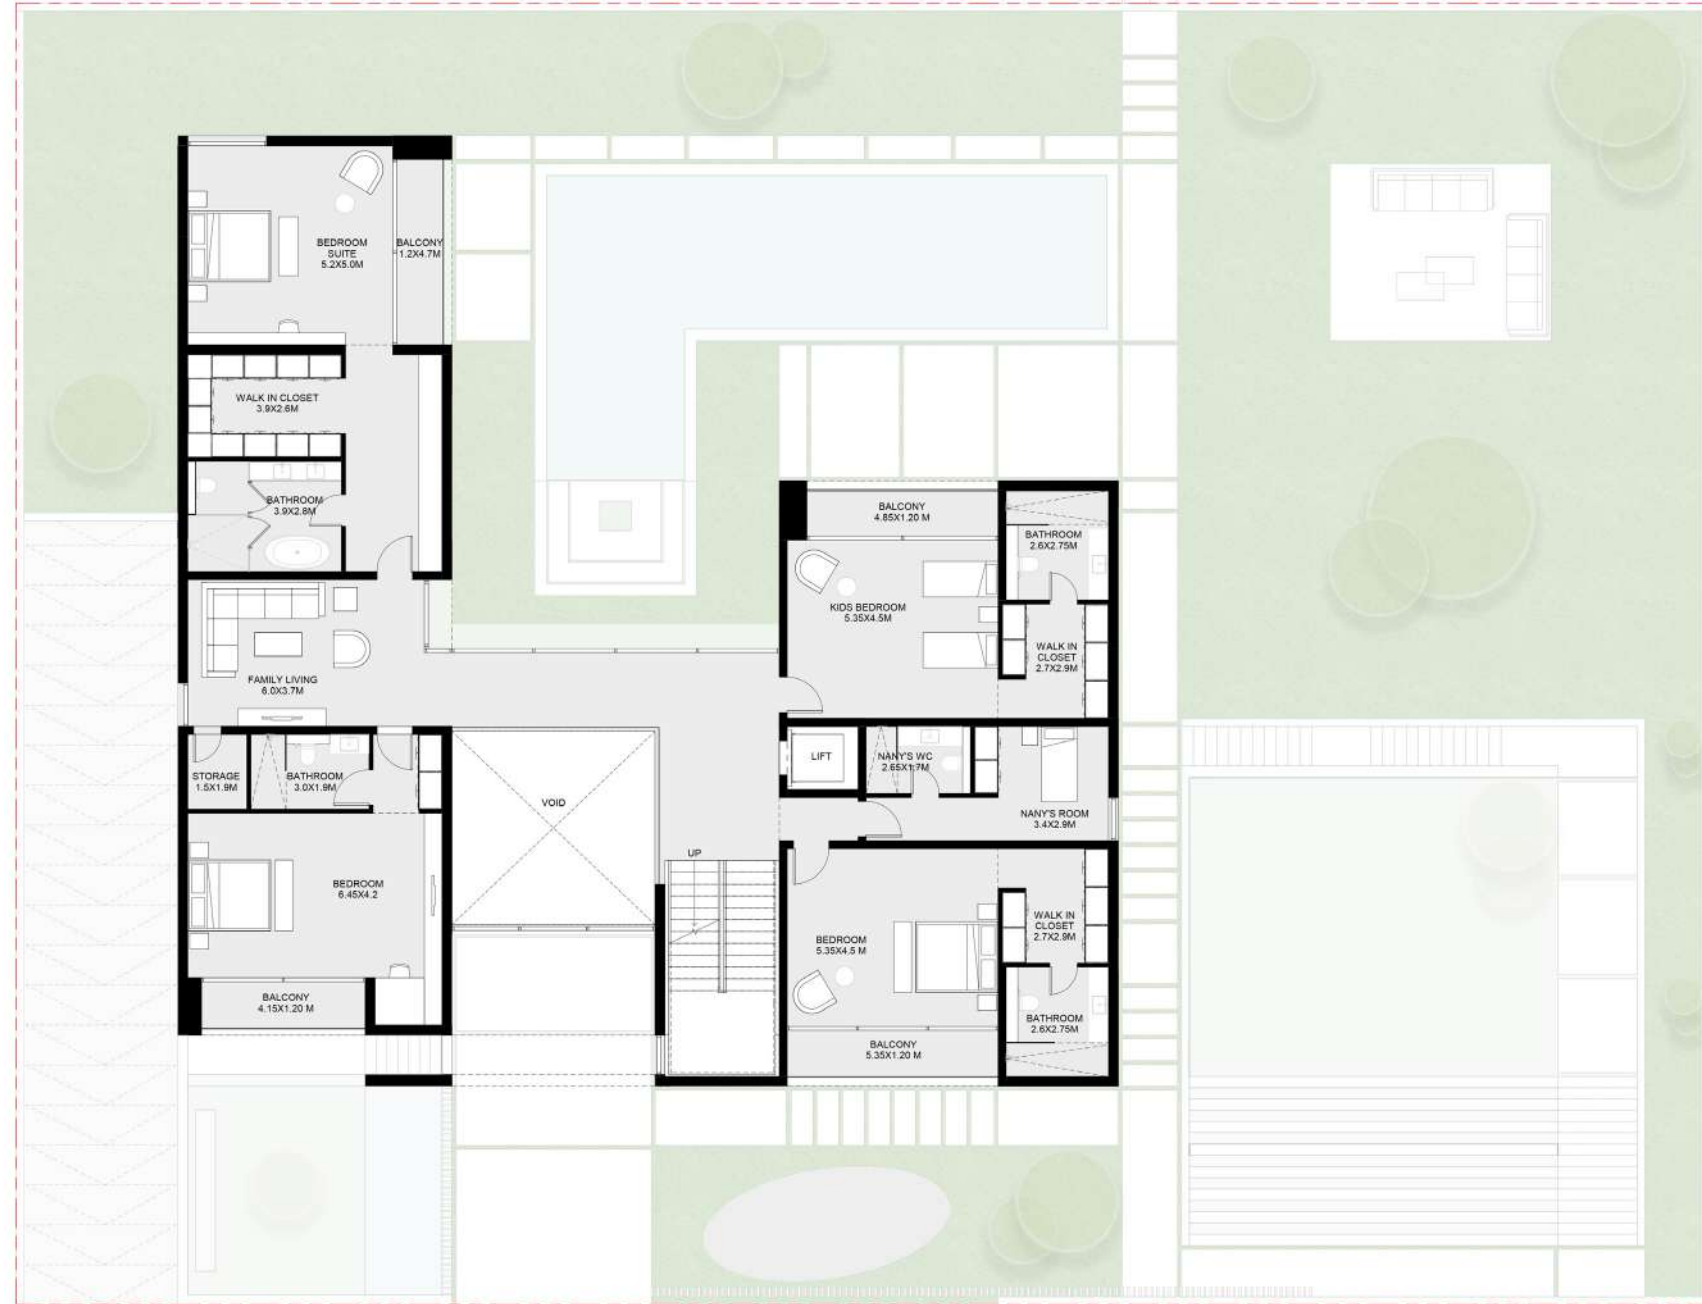 BEDROOM
SUITE
5.2X5.0M
BALCONY
1.2X4.7M
WALK IN CLOSET
3.9X2.6M
BATHROOM
3.9X2.8M
BALCONY
4.85X1.20 M
BATHROOM
2.6X2.75M
KIDS BEDROOM
5.35X4.5M
WALK IN
CLOSET
2.7X2.9M
FAMILY LIVING
6.0X3.7M
STORAGE
1.5X1.9M
BATHROOM
3.0X1.9M
VOID
LIFT
NANY'S WC
2.65X1.7M
NANY'S ROOM
3.4X2.9M
UP
BEDROOM
6.45X4.2
BEDROOM
5.35X4.5 M
WALK IN
CLOSET
2.7X2.9M
BALCONY
4.15X1.20 M
BATHROOM
2.6X2.75M
BALCONY
5.35X1.20 M